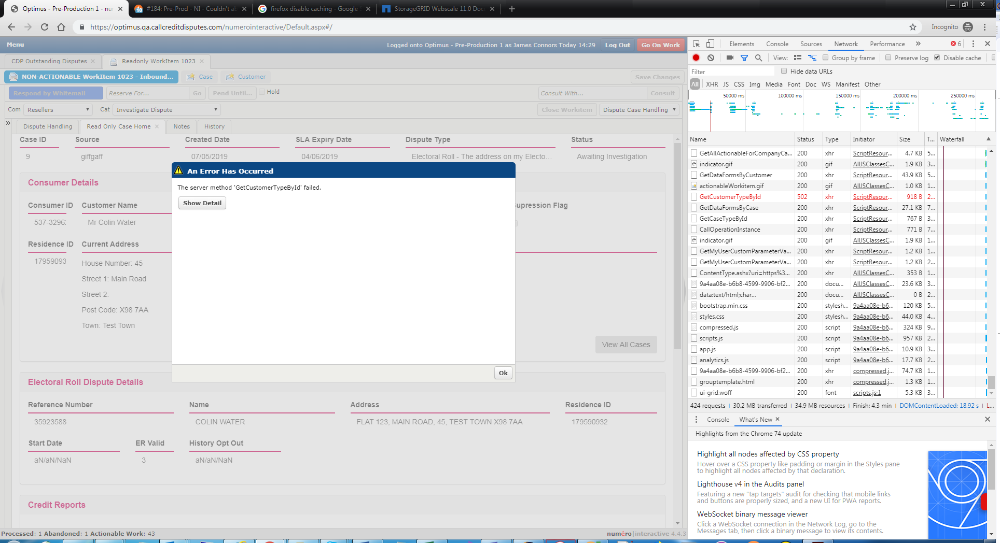 Optimus - Pre-Production 1 - nu
#184: Pre-Prod - NI - Couldn't a
firefox disable caching - Google
StorageGRID Webscale 11.0 Doc
https://optimus.qa.callcreditdisputes.com/numerointeractive/Default.aspx#/
Incognito
Menu
Logged onto Optimus - Pre-Production 1 as James Connors Today 14:29
Log Out
Go On Work
CDP Outstanding Disputes
Readonly WorkItem 1023
NON-ACTIONABLE WorkItem 1023 - Inbound...
Case
Customer
Save Changes
Respond by Whitemail
Reserve For...
Go
Pend Until...
Hold
Consult With...
Consult
Com
Resellers
Cat
Investigate Dispute
Close Workitem
Dispute Case Handling
Dispute Handling
Read Only Case Home
Notes
History
Case ID Source Created Date SLA Expiry Date Dispute Type Status
9 giffgaff 07/05/2019 04/06/2019 Electoral Roll - The address on my Electo... Awaiting Investigation
An Error Has Occurred
The server method 'GetCustomerTypeById' failed.
Show Detail
Ok
Consumer Details
Consumer ID Customer Name
upression Flag
Mr Colin Water
Residence ID Current Address
17959093
House Number: 45
Street 1: Main Road
Street 2:
Post Code: X98 7AA
Town: Test Town
View All Cases
Electoral Roll Dispute Details
Reference Number Name Address Residence ID
35923588 COLIN WATER FLAT 123, MAIN ROAD, 45, TEST TOWN X98 7AA 179590932
Start Date ER Valid History Opt Out
aN/aN/NaN 3 aN/aN/NaN
Credit Reports
Processed: 1 Abandoned: 1 Actionable Work: 43
numéro|interactive 4.4.3
Elements Console Sources Network Performance » 6
View: Group by frame Preserve log Disable cache
Filter Hide data URLs
All XHR JS CSS Img Media Font Doc WS Manifest Other
50000 ms 100000 ms 150000 ms 200000 ms 250000 ms
Name Status Type Initiator Size T... Waterfall
GetAllActionableForCompanyCa... 200 xhr ScriptResour... 4.7 KB 5...
indicator.gif 200 gif AllJSClassesC... 1.9 KB 3...
GetDataFormsByCustomer 200 xhr ScriptResour... 43.9 KB 5...
actionableWorkitem.gif 200 gif AllJSClassesC... 1.0 KB 1...
GetCustomerTypeById 502 xhr ScriptResour... 918 B 2...
GetDataFormsByCase 200 xhr ScriptResour... 27.1 KB 7...
GetCaseTypeById 200 xhr ScriptResour... 767 B 3...
CallOperationInstance 200 xhr ScriptResour... 771 B 7...
indicator.gif 200 gif AllJSClassesC... 1.9 KB 1...
GetMyUserCustomParameterVa... 200 xhr ScriptResour... 1.2 KB 1...
GetMyUserCustomParameterVa... 200 xhr ScriptResour... 1.2 KB 2...
ContentType.ashx?uri=https%3... 200 xhr AllJSClassesC... 353 B 1...
9a4aa08e-b6b8-4599-9906-bf2... 200 docu... AllJSClassesC... 23.6 KB 3...
data:text/html;char... 200 docu... AllJSClassesC... 0 B 2...
bootstrap.min.css 200 stylesh... 9a4aa08e-b6... 120 KB 5...
styles.css 200 stylesh... 9a4aa08e-b6... 44.0 KB 4...
compressed.js 200 script 9a4aa08e-b6... 324 KB 9...
scripts.js 200 script 9a4aa08e-b6... 957 KB 2...
app.js 200 script 9a4aa08e-b6... 10.9 KB 3...
analytics.js 200 script 9a4aa08e-b6... 17.7 KB 2...
9a4aa08e-b6b8-4599-9906-bf2... 200 xhr compressed.j... 74.7 KB 1...
grouptemplate.html 200 xhr compressed.j... 1.3 KB 1...
ui-grid.woff 200 font scripts.js:1 5.3 KB 3...
424 requests 30.2 MB transferred 34.9 MB resources Finish: 4.3 min DOMContentLoaded: 18.92 s L...
Console What's New
Highlights from the Chrome 74 update
Highlight all nodes affected by CSS property
Hover over a CSS property like padding or margin in the Styles pane
to highlight all nodes affected by that declaration.
Lighthouse v4 in the Audits panel
Featuring a new "tap targets" audit for checking that mobile links
and buttons are properly sized, and a new UI for PWA reports.
WebSocket binary message viewer
Click a WebSocket connection in the Network Log, go to the
Messages tab, then click a binary message to view its contents.